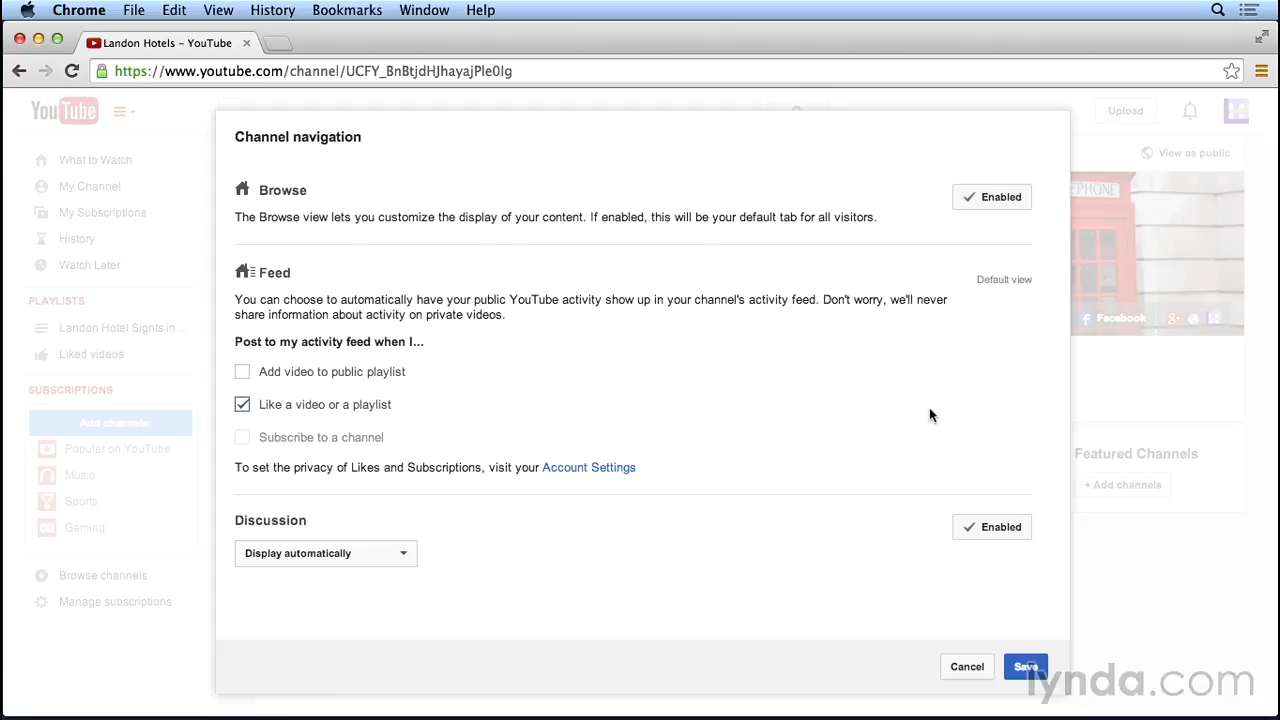 Chrome File Edit View History Bookmarks Window Help
Landon Hotels – YouTube
https://www.youtube.com/channel/UCFY_BnBtjdHJhayajPle0lg
YouTube
Upload
What to Watch
My Channel
My Subscriptions
History
Watch Later
PLAYLISTS
Landon Hotel Sights in ...
Liked videos
SUBSCRIPTIONS
Add channels
Popular on YouTube
Music
Sports
Gaming
Browse channels
Manage subscriptions
Channel navigation
Browse
Enabled
The Browse view lets you customize the display of your content. If enabled, this will be your default tab for all visitors.
Feed
Default view
You can choose to automatically have your public YouTube activity show up in your channel's activity feed. Don't worry, we'll never
share information about activity on private videos.
Post to my activity feed when I...
Add video to public playlist
Like a video or a playlist
Subscribe to a channel
To set the privacy of Likes and Subscriptions, visit your Account Settings
Discussion
Enabled
Display automatically
Cancel
Save
View as public
Facebook
Featured Channels
+ Add channels
lynda.com